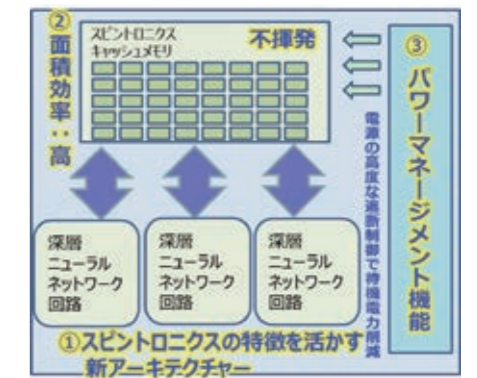 ②面積効率：高
スピントロニクス
キャッシュメモリ
不揮発
③パワーマネージメント機能
電源の高度な遮断制御で待機電力削減
深層
ニューラル
ネットワーク
回路
深層
ニューラル
ネットワーク
回路
深層
ニューラル
ネットワーク
回路
①スピントロニクスの特徴を活かす
新アーキテクチャー